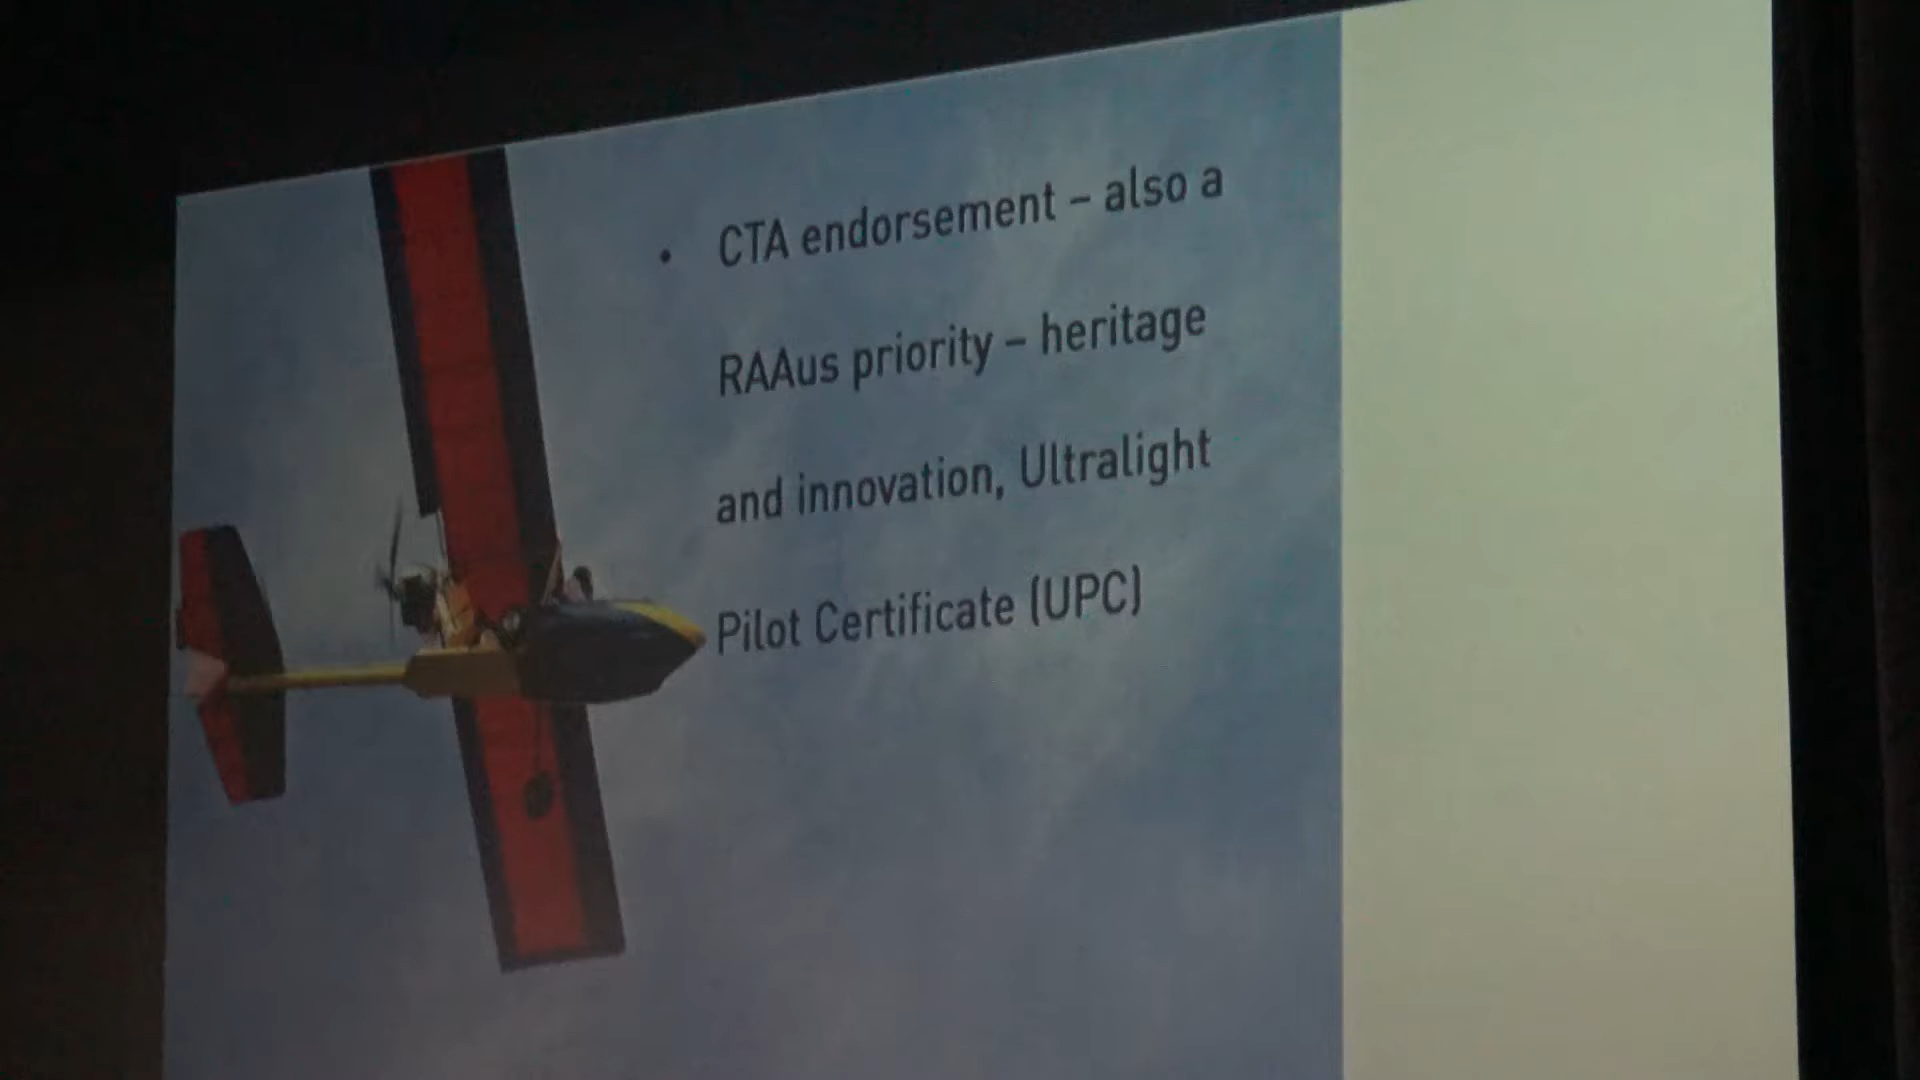 • CTA endorsement – also a
RAAus priority – heritage
and innovation, Ultralight
Pilot Certificate (UPC)